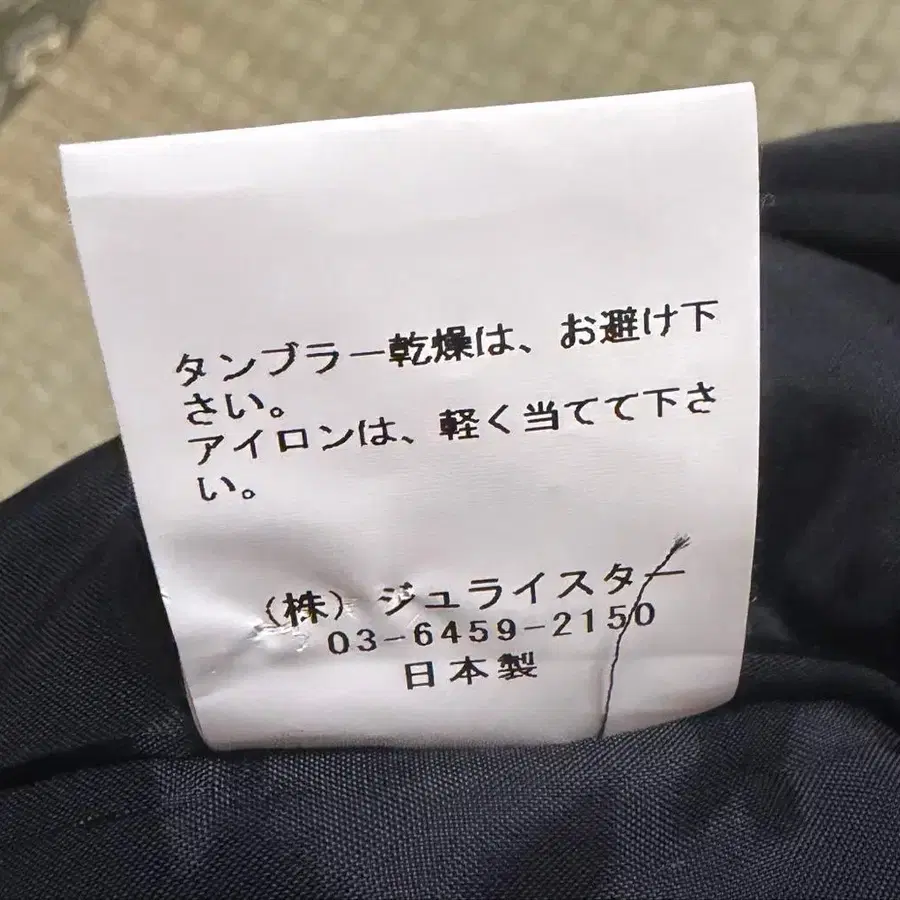 タンブラー乾燥は、お避け下
さい。
アイロンは、軽く当てて下さ
い。
(株) ジュライスター
03-6459-2150
日本製